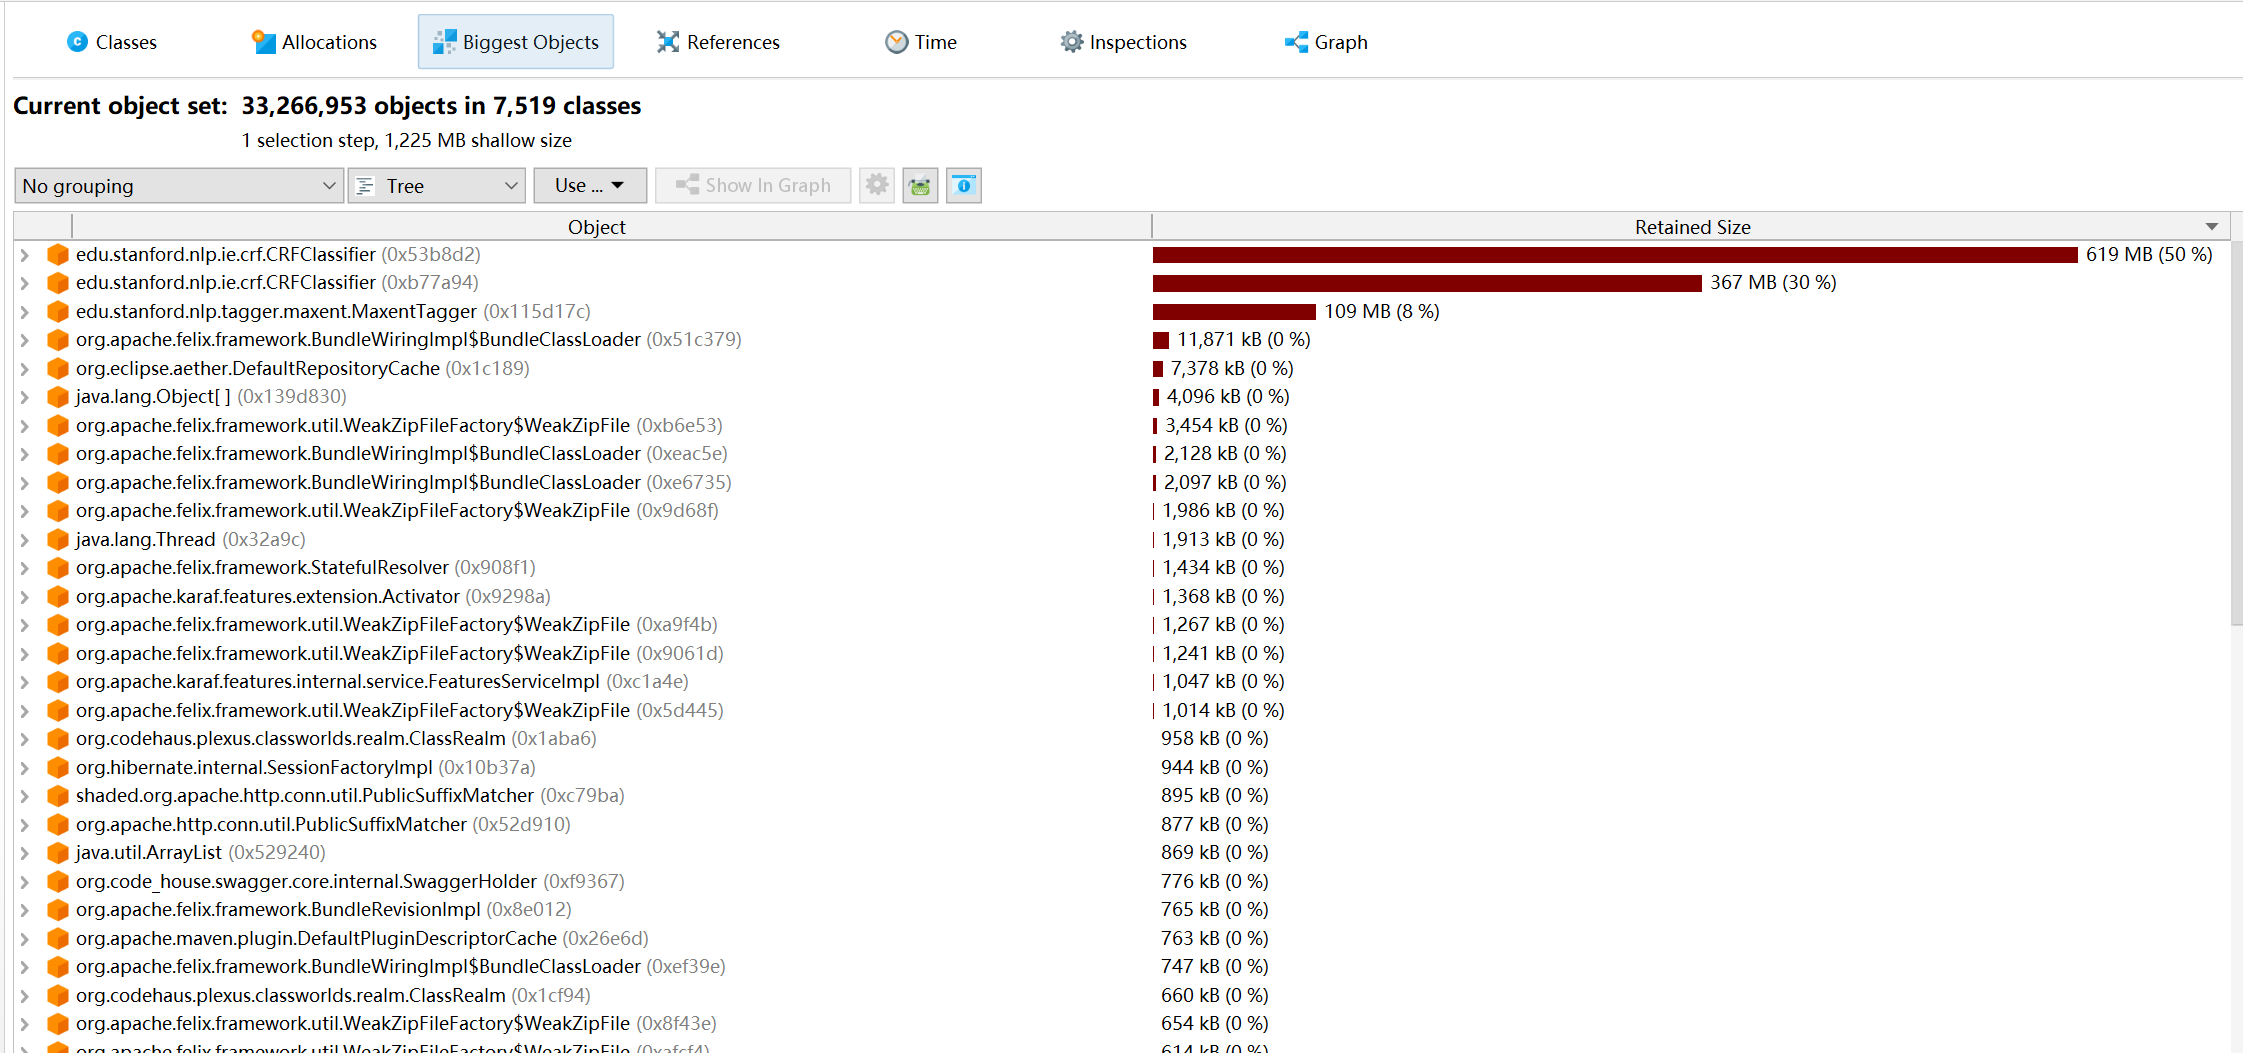 Classes Allocations Biggest Objects References Time Inspections Graph
Current object set: 33,266,953 objects in 7,519 classes
1 selection step, 1,225 MB shallow size
No grouping Tree Use ... Show In Graph
Object Retained Size
edu.stanford.nlp.ie.crf.CRFClassifier (0x53b8d2) 619 MB (50 %)
edu.stanford.nlp.ie.crf.CRFClassifier (0xb77a94) 367 MB (30 %)
edu.stanford.nlp.tagger.maxent.MaxentTagger (0x115d17c) 109 MB (8 %)
org.apache.felix.framework.BundleWiringImpl$BundleClassLoader (0x51c379) 11,871 kB (0 %)
org.eclipse.aether.DefaultRepositoryCache (0x1c189) 7,378 kB (0 %)
java.lang.Object[ ] (0x139d830) 4,096 kB (0 %)
org.apache.felix.framework.util.WeakZipFileFactory$WeakZipFile (0xb6e53) 3,454 kB (0 %)
org.apache.felix.framework.BundleWiringImpl$BundleClassLoader (0xeac5e) 2,128 kB (0 %)
org.apache.felix.framework.BundleWiringImpl$BundleClassLoader (0xe6735) 2,097 kB (0 %)
org.apache.felix.framework.util.WeakZipFileFactory$WeakZipFile (0x9d68f) 1,986 kB (0 %)
java.lang.Thread (0x32a9c) 1,913 kB (0 %)
org.apache.felix.framework.StatefulResolver (0x908f1) 1,434 kB (0 %)
org.apache.karaf.features.extension.Activator (0x9298a) 1,368 kB (0 %)
org.apache.felix.framework.util.WeakZipFileFactory$WeakZipFile (0xa9f4b) 1,267 kB (0 %)
org.apache.felix.framework.util.WeakZipFileFactory$WeakZipFile (0x9061d) 1,241 kB (0 %)
org.apache.karaf.features.internal.service.FeaturesServiceImpl (0xc1a4e) 1,047 kB (0 %)
org.apache.felix.framework.util.WeakZipFileFactory$WeakZipFile (0x5d445) 1,014 kB (0 %)
org.codehaus.plexus.classworlds.realm.ClassRealm (0x1aba6) 958 kB (0 %)
org.hibernate.internal.SessionFactoryImpl (0x10b37a) 944 kB (0 %)
shaded.org.apache.http.conn.util.PublicSuffixMatcher (0xc79ba) 895 kB (0 %)
org.apache.http.conn.util.PublicSuffixMatcher (0x52d910) 877 kB (0 %)
java.util.ArrayList (0x529240) 869 kB (0 %)
org.code_house.swagger.core.internal.SwaggerHolder (0xf9367) 776 kB (0 %)
org.apache.felix.framework.BundleRevisionImpl (0x8e012) 765 kB (0 %)
org.apache.maven.plugin.DefaultPluginDescriptorCache (0x26e6d) 763 kB (0 %)
org.apache.felix.framework.BundleWiringImpl$BundleClassLoader (0xef39e) 747 kB (0 %)
org.codehaus.plexus.classworlds.realm.ClassRealm (0x1cf94) 660 kB (0 %)
org.apache.felix.framework.util.WeakZipFileFactory$WeakZipFile (0x8f43e) 654 kB (0 %)
org.apache.felix.framework.util.WeakZipFileFactory$WeakZipFile (0xafcf4) 614 kB (0 %)